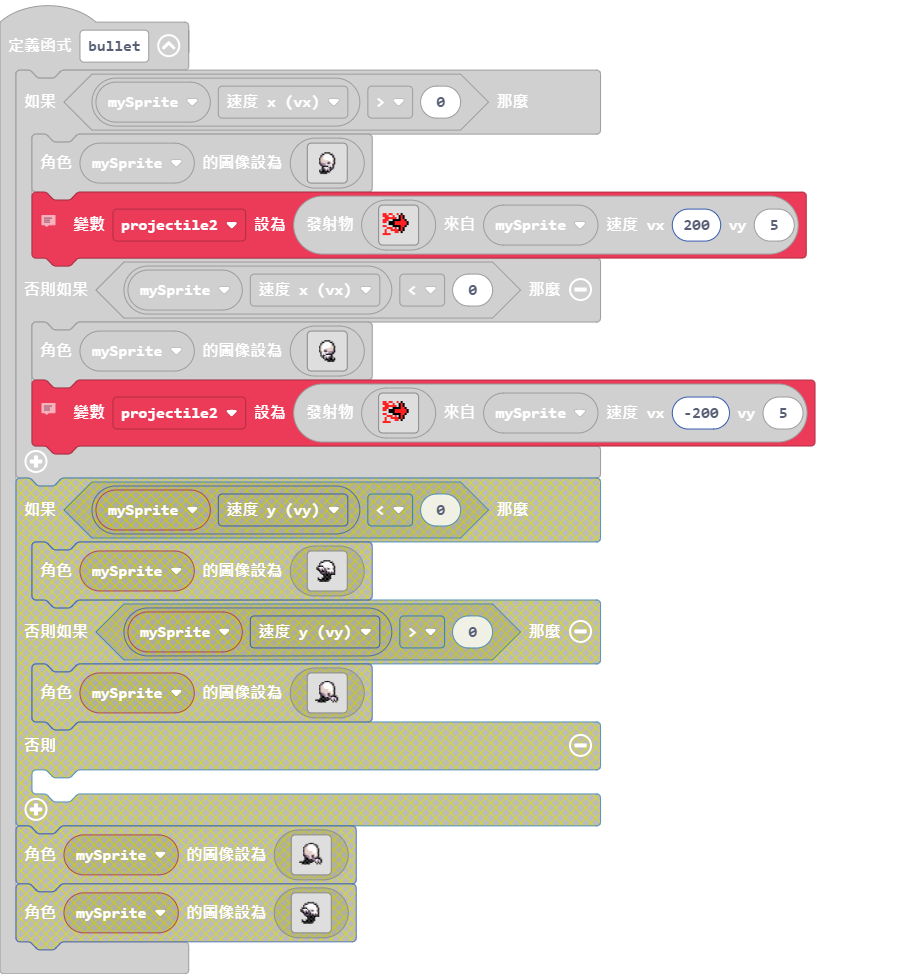 定義函式 bullet
如果 mySprite 速度 x (vx) > 0 那麼
角色 mySprite 的圖像設為
變數 projectile2 設為 發射物 來自 mySprite 速度 vx 200 vy 5
否則如果 mySprite 速度 x (vx) < 0 那麼
角色 mySprite 的圖像設為
變數 projectile2 設為 發射物 來自 mySprite 速度 vx -200 vy 5
如果 mySprite 速度 y (vy) < 0 那麼
角色 mySprite 的圖像設為
否則如果 mySprite 速度 y (vy) > 0 那麼
角色 mySprite 的圖像設為
否則
角色 mySprite 的圖像設為
角色 mySprite 的圖像設為